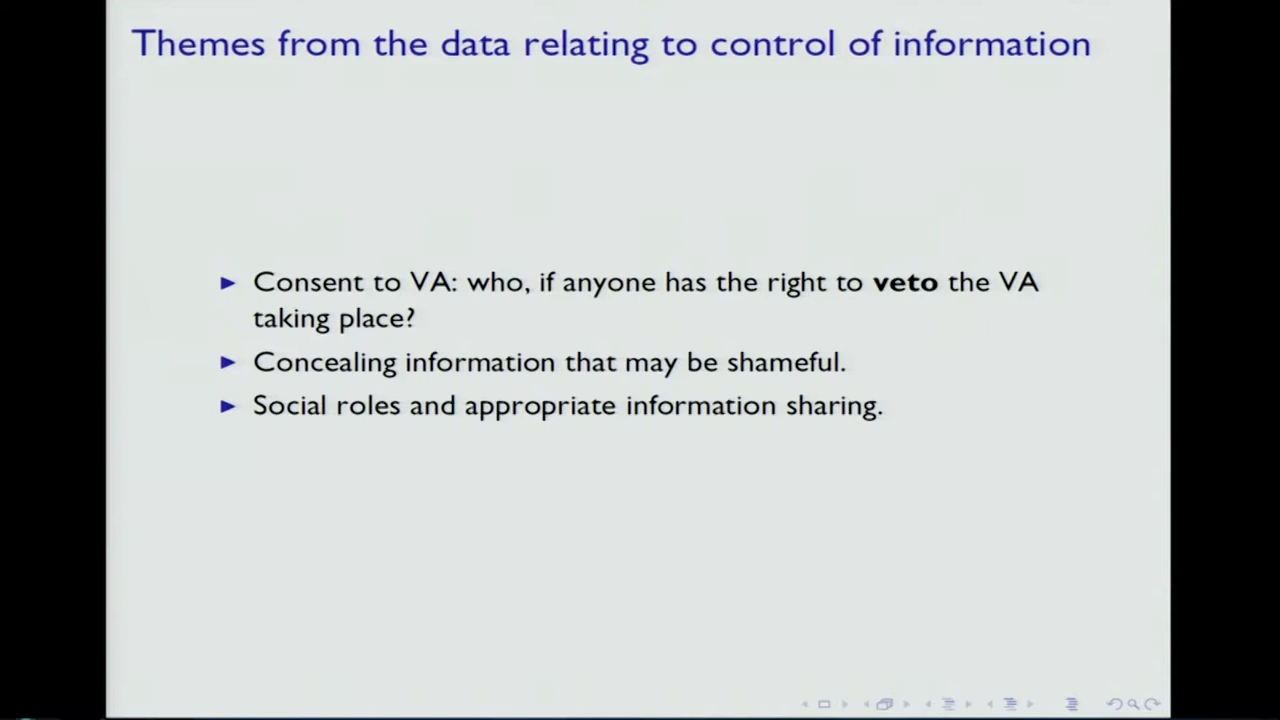 Themes from the data relating to control of information
Consent to VA: who, if anyone has the right to veto the VA
taking place?
Concealing information that may be shameful.
Social roles and appropriate information sharing.